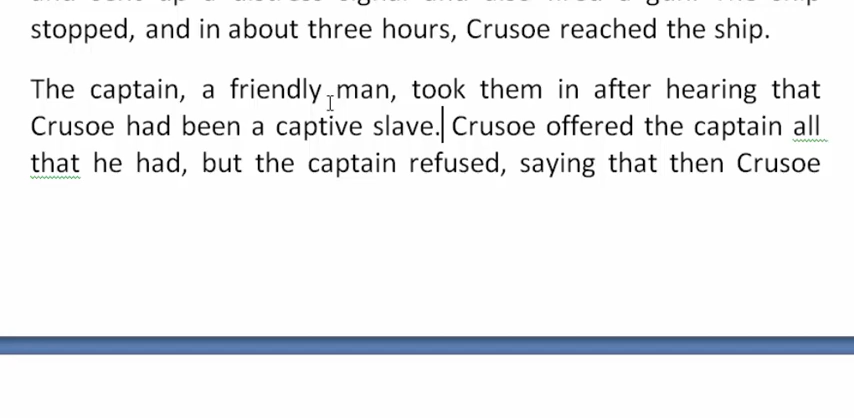 stopped, and in about three hours, Crusoe reached the ship.
The captain, a friendly man, took them in after hearing that
Crusoe had been a captive slave. Crusoe offered the captain all
that he had, but the captain refused, saying that then Crusoe